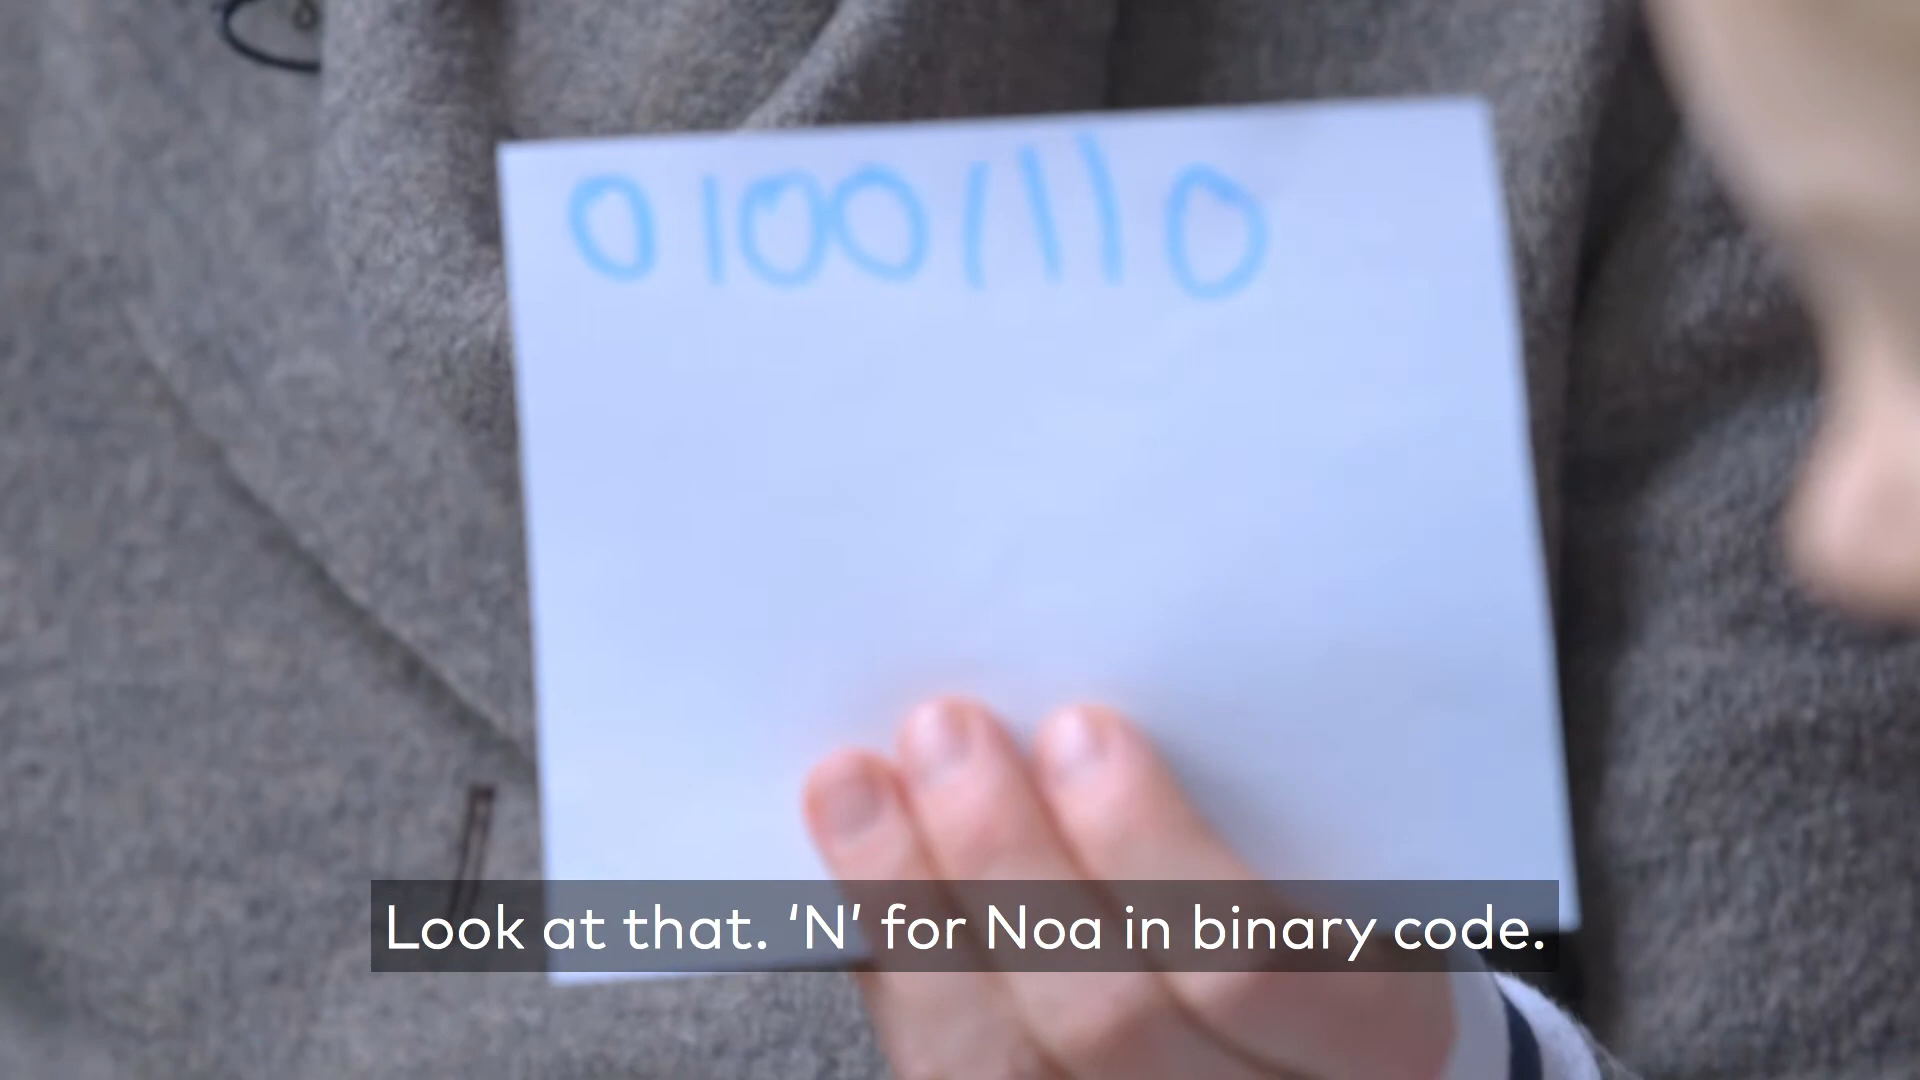 01001110
Look at that. ‘N’ for Noa in binary code.